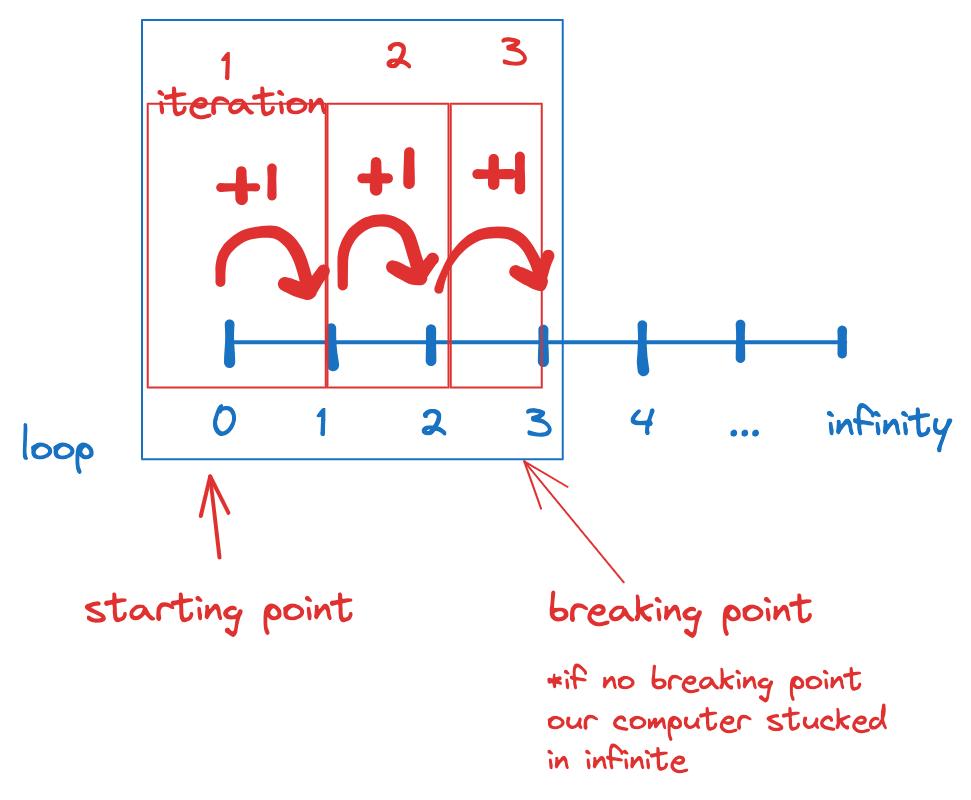 1 2 3
iteration
+1 +1 +1
0 1 2 3 4 ... infinity
loop
starting point
breaking point
*if no breaking point
our computer stucked
in infinite